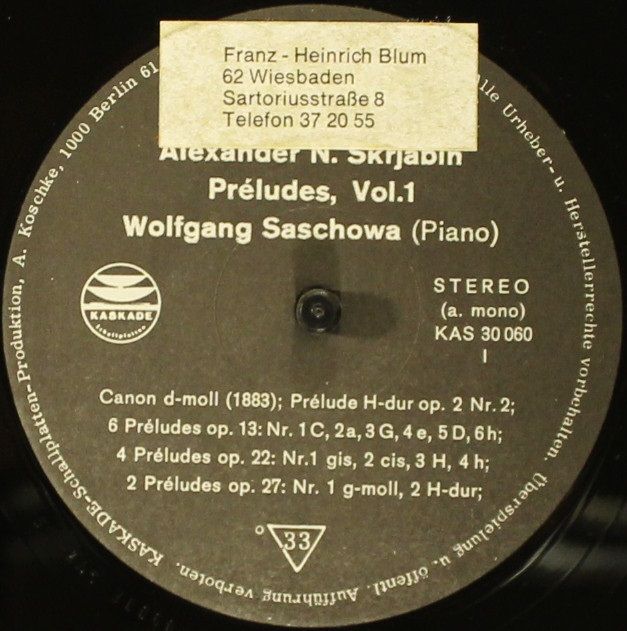 Franz - Heinrich Blum
62 Wiesbaden
Sartoriusstraße 8
Telefon 37 20 55
Alexander N. Skrjabin
Préludes, Vol.1
Wolfgang Saschowa (Piano)
KASKADE
Schallplatten
STEREO
(a. mono)
KAS 30 060
I
Canon d-moll (1883); Prélude H-dur op. 2 Nr. 2;
6 Préludes op. 13: Nr. 1 C, 2 a, 3 G, 4 e, 5 D, 6 h;
4 Préludes op. 22: Nr. 1 gis, 2 cis, 3 H, 4 h;
2 Préludes op. 27: Nr. 1 g-moll, 2 H-dur;
33
KASKADE-Schallplatten-Produktion, A. Koschke, 1000 Berlin 61
Alle Urheber- u. Herstellerrechte vorbehalten. Überspielung u. öffentl. Aufführung verboten.